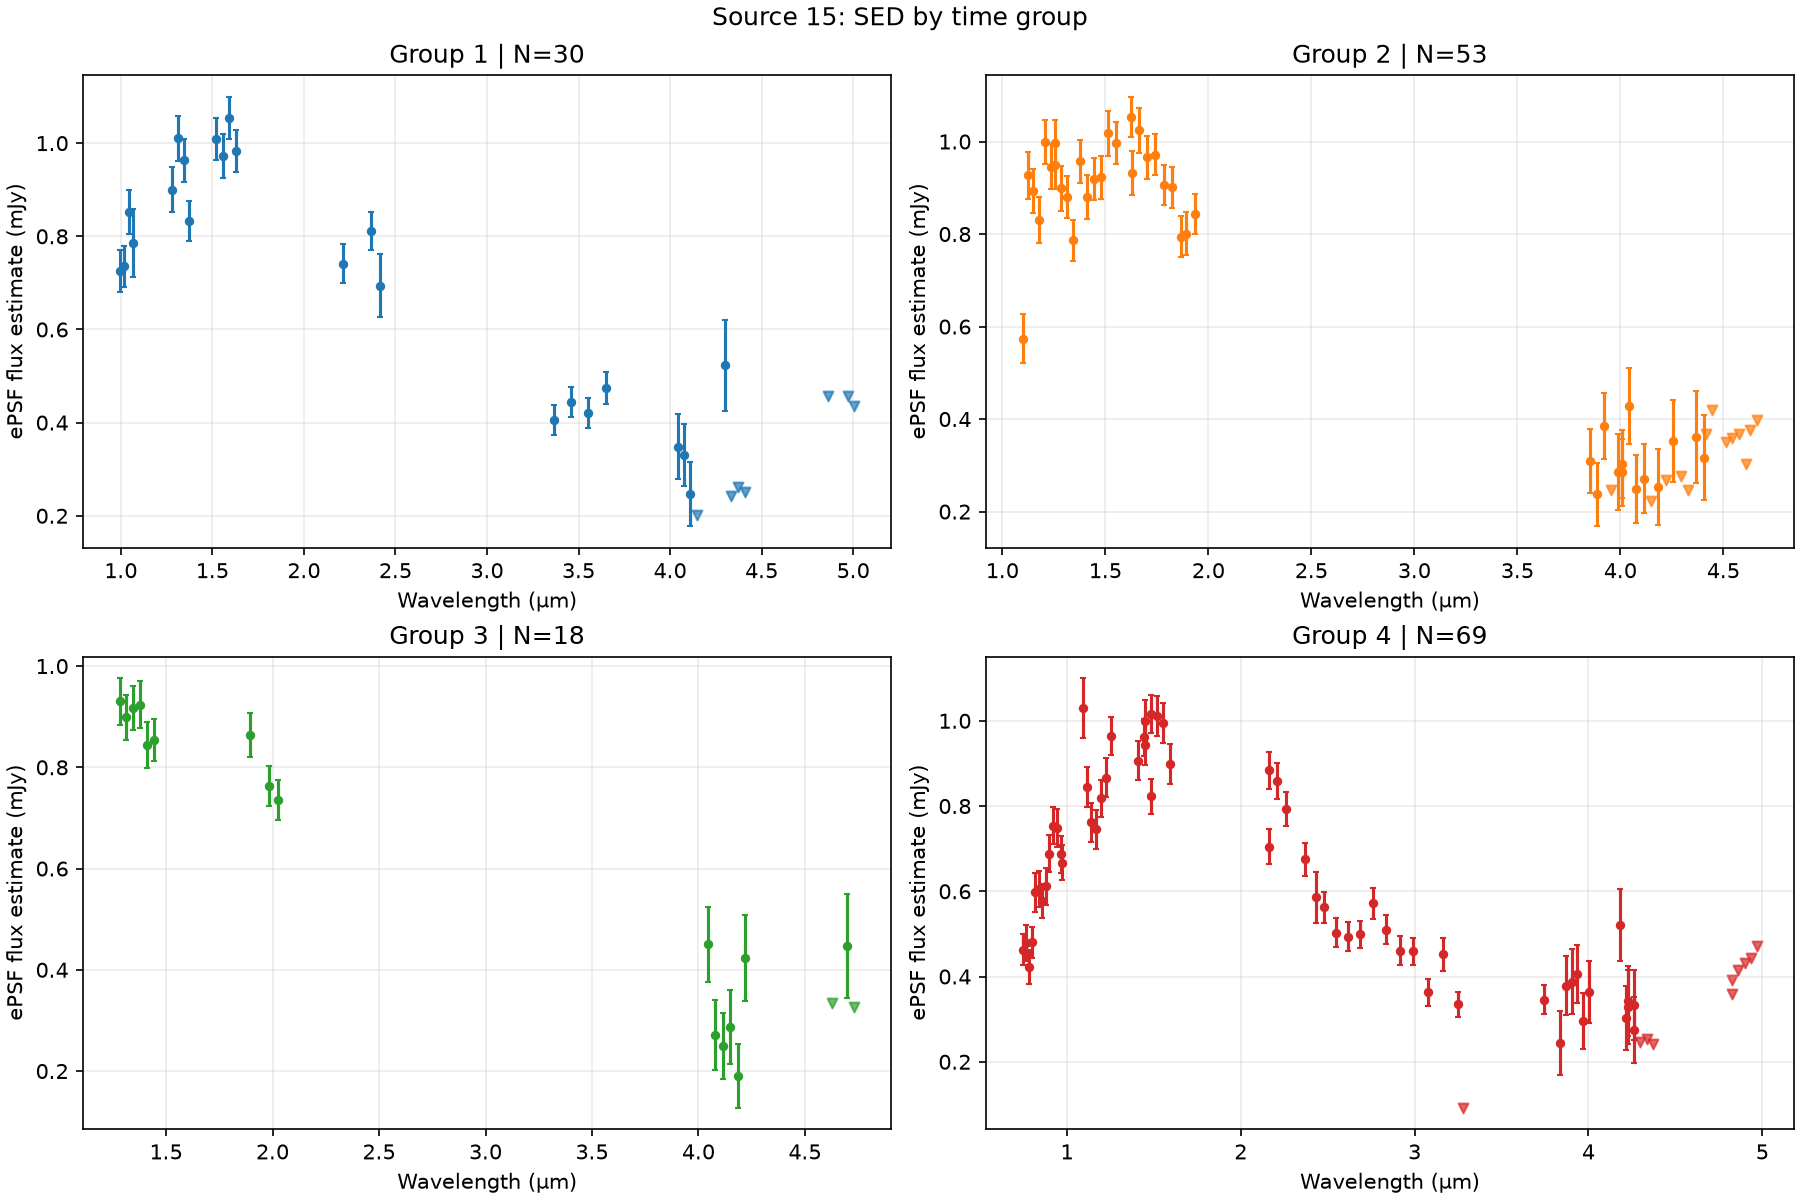 Source 15: SED by time group
Group 1 | N=30
ePSF flux estimate (mJy)
1.0
0.8
0.6
0.4
0.2
1.0 1.5 2.0 2.5 3.0 3.5 4.0 4.5 5.0
Wavelength (μm)
Group 2 | N=53
ePSF flux estimate (mJy)
1.0
0.8
0.6
0.4
0.2
1.0 1.5 2.0 2.5 3.0 3.5 4.0 4.5
Wavelength (μm)
Group 3 | N=18
ePSF flux estimate (mJy)
1.0
0.8
0.6
0.4
0.2
1.5 2.0 2.5 3.0 3.5 4.0 4.5
Wavelength (μm)
Group 4 | N=69
ePSF flux estimate (mJy)
1.0
0.8
0.6
0.4
0.2
1 2 3 4 5
Wavelength (μm)